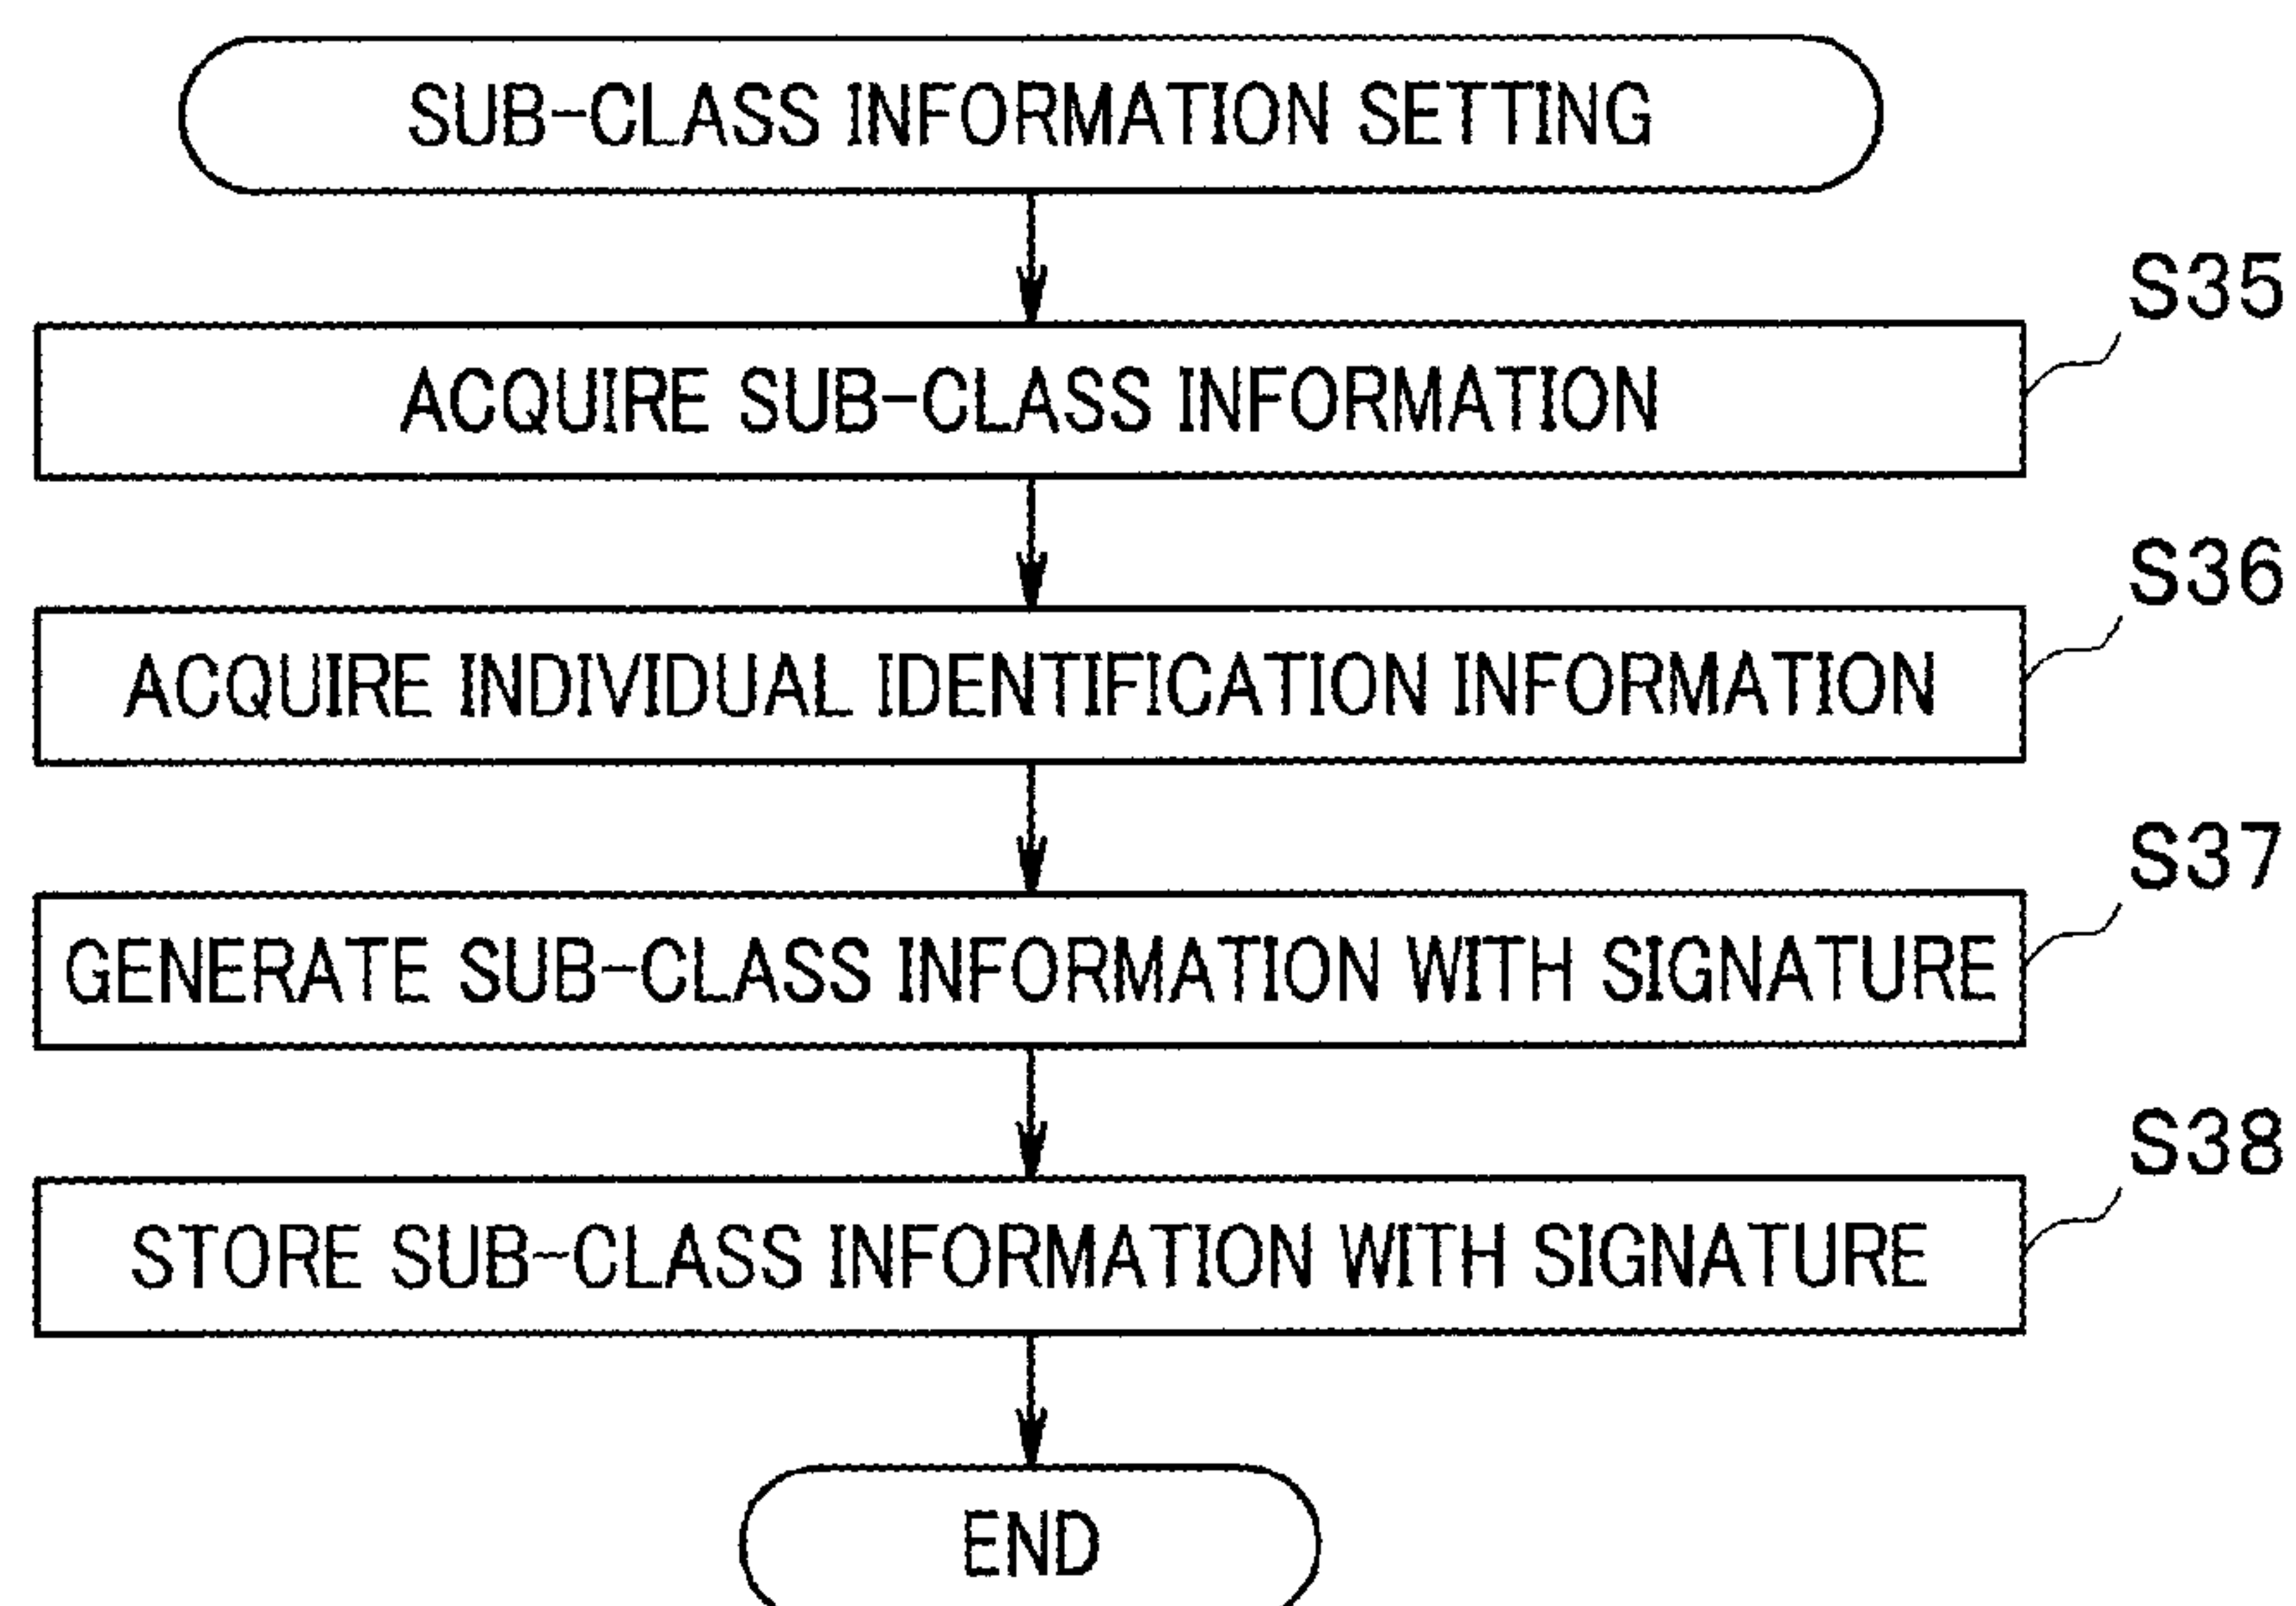 SUB-CLASS INFORMATION SETTING
S35
ACQUIRE SUB-CLASS INFORMATION
S36
ACQUIRE INDIVIDUAL IDENTIFICATION INFORMATION
S37
GENERATE SUB-CLASS INFORMATION WITH SIGNATURE
S38
STORE SUB-CLASS INFORMATION WITH SIGNATURE
END